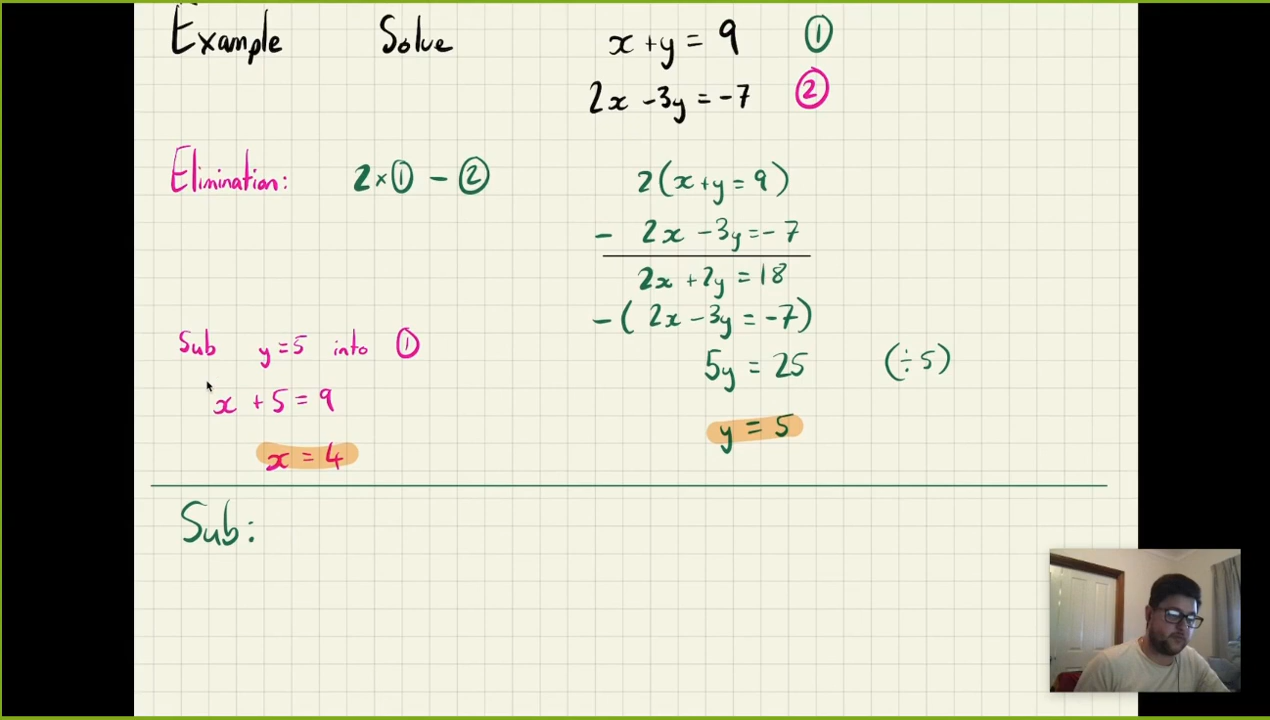 Example Solve x + y = 9 ①
2x - 3y = -7 ②
Elimination: 2 × ① - ② 2(x + y = 9)
- 2x - 3y = -7
2x + 2y = 18
-( 2x - 3y = -7)
Sub y = 5 into ①
5y = 25 (÷ 5)
x + 5 = 9
y = 5
x = 4
Sub: